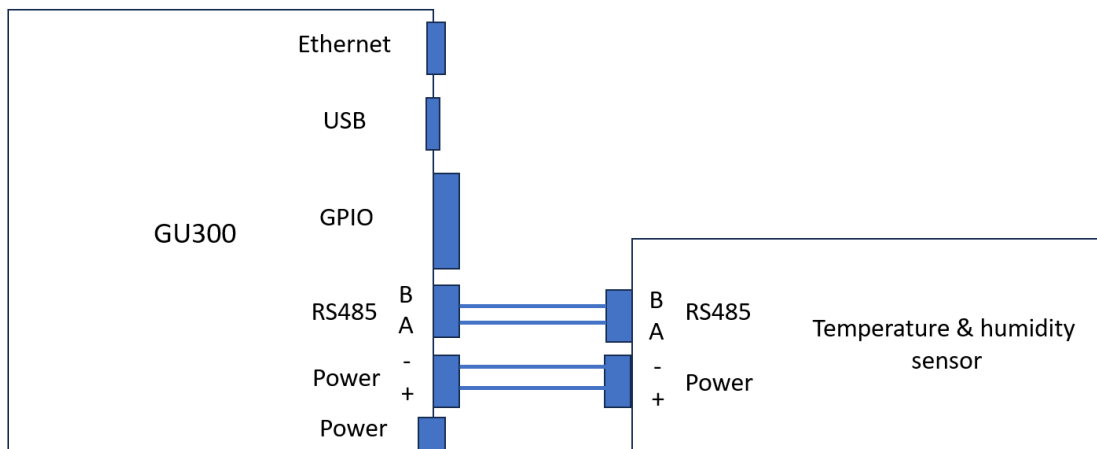 Ethernet
USB
GPIO
GU300
RS485
B
A
B
A
RS485
Temperature & humidity
sensor
Power
-
+
-
+
Power
Power